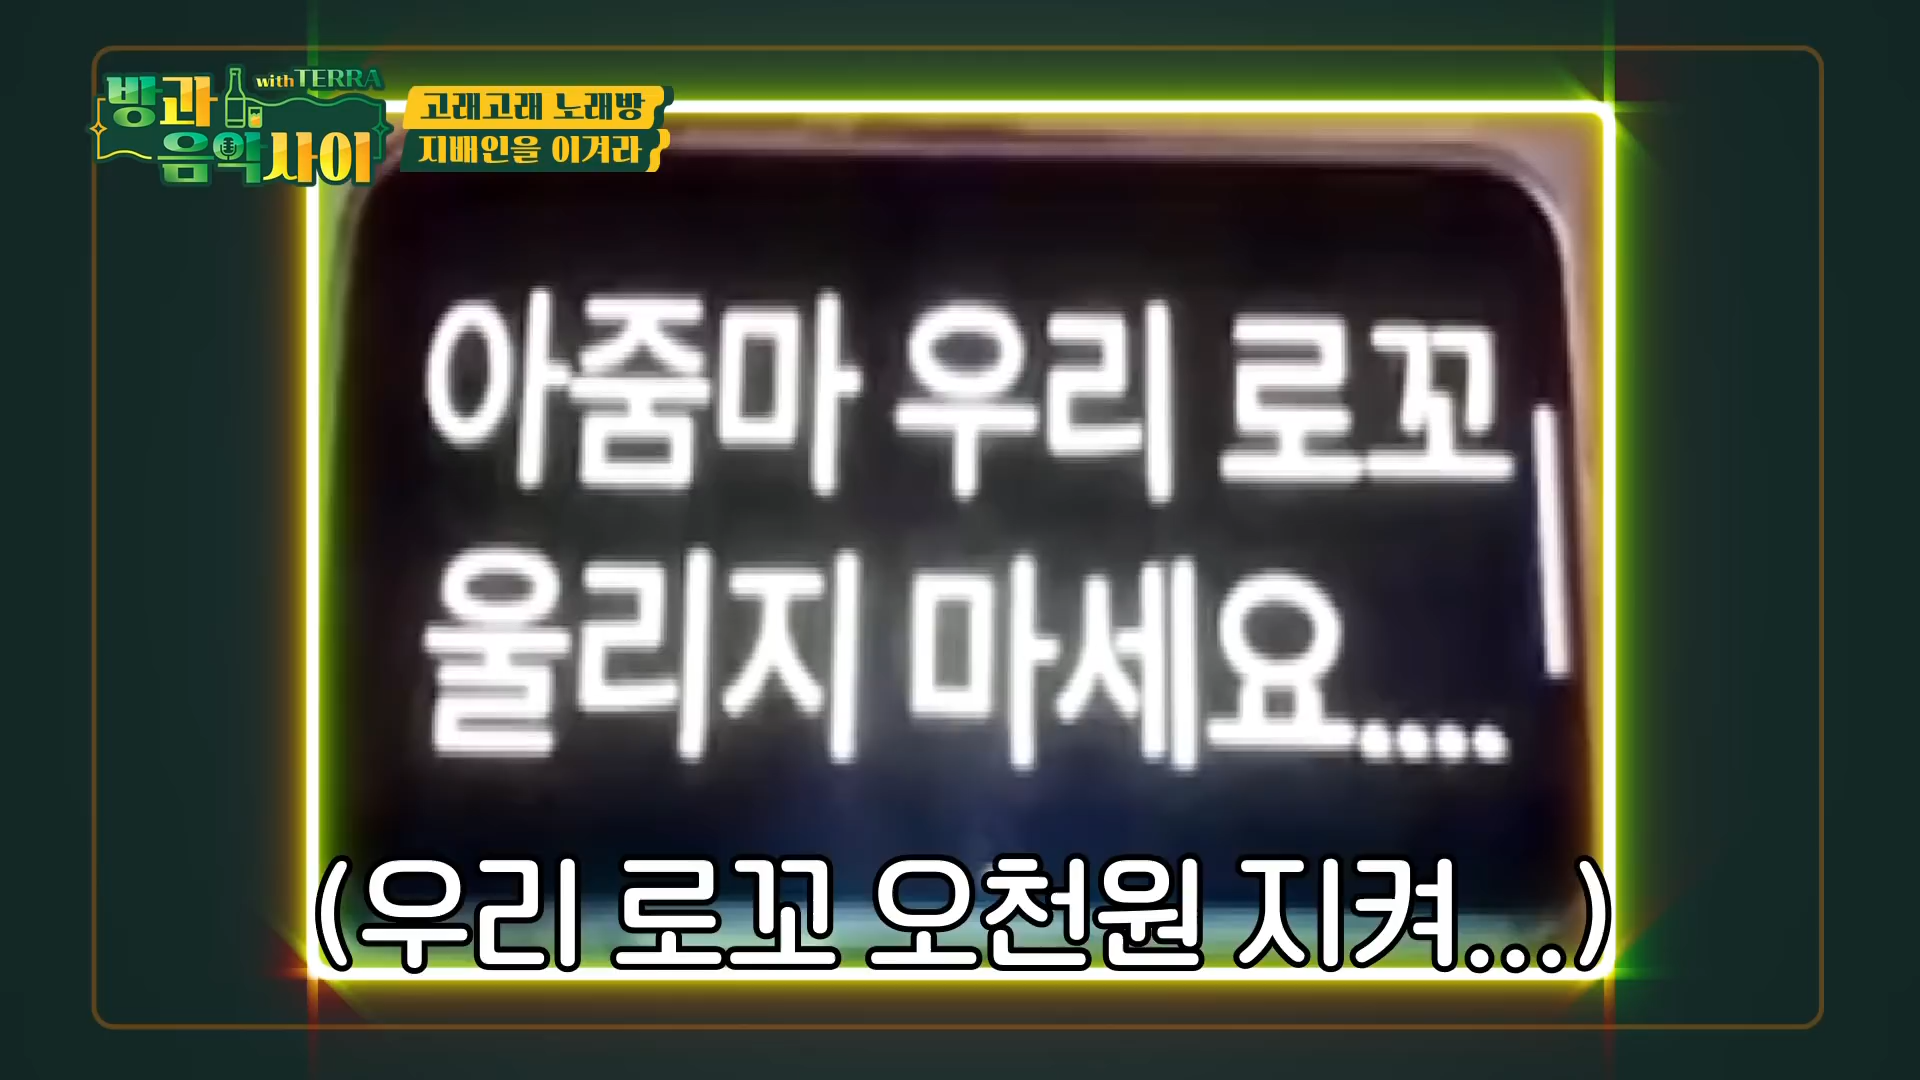 방과 with TERRA
음악사이
고래고래 노래방
지배인을 이겨라
아줌마 우리 로꼬
울리지 마세요....
(우리 로꼬 오천원 지켜...)